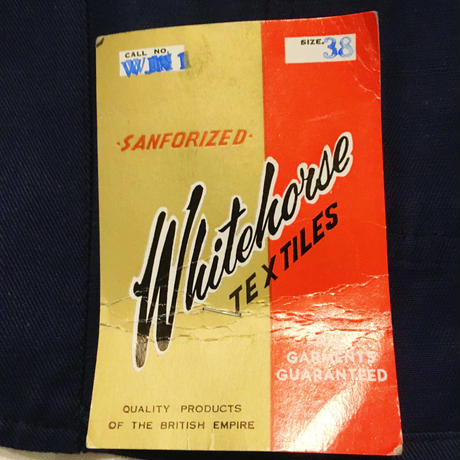 CALL NO.
WJN 1
SIZE.
38
·SANFORIZED·
Whitehorse
TEXTILES
GARMENTS
GUARANTEED
QUALITY PRODUCTS
OF THE BRITISH EMPIRE